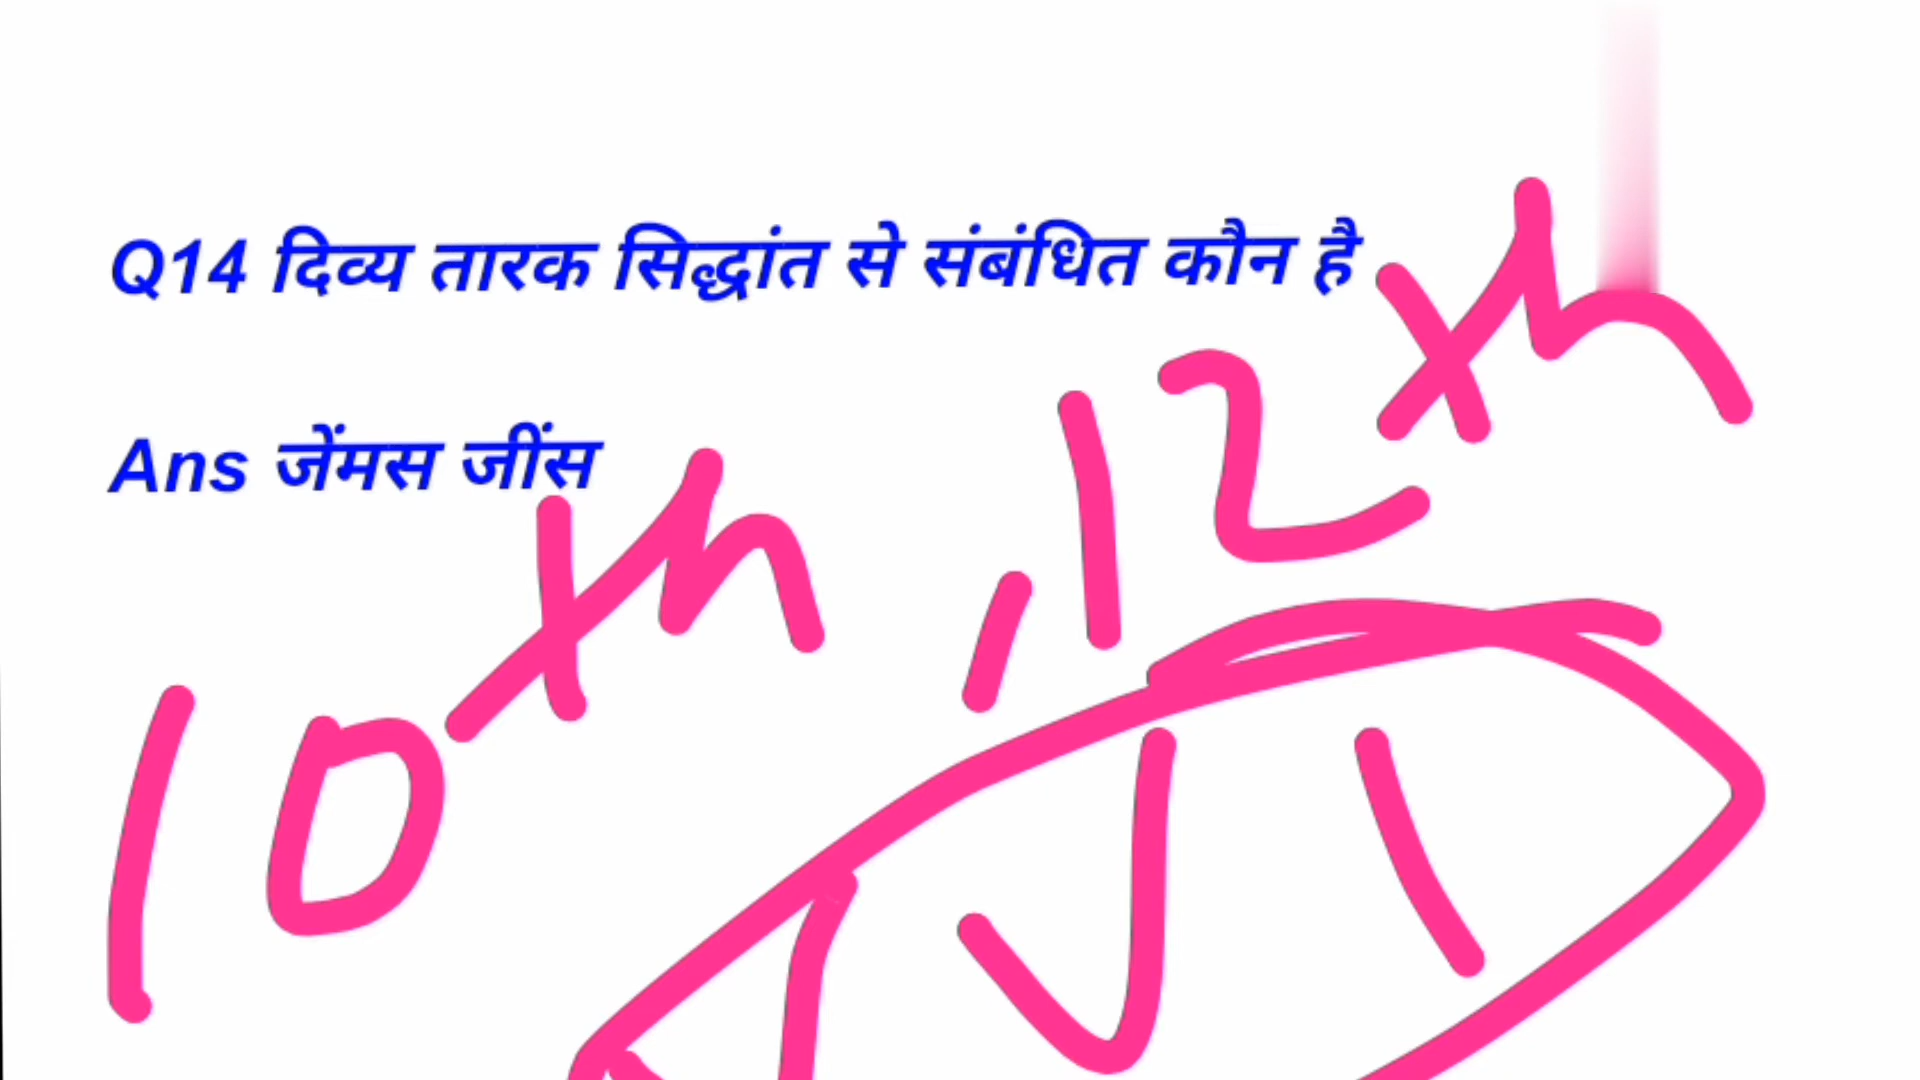 Q14 दिव्य तारक सिद्धांत से संबंधित कौन है
Ans जेंमस जींस
10th , 12th